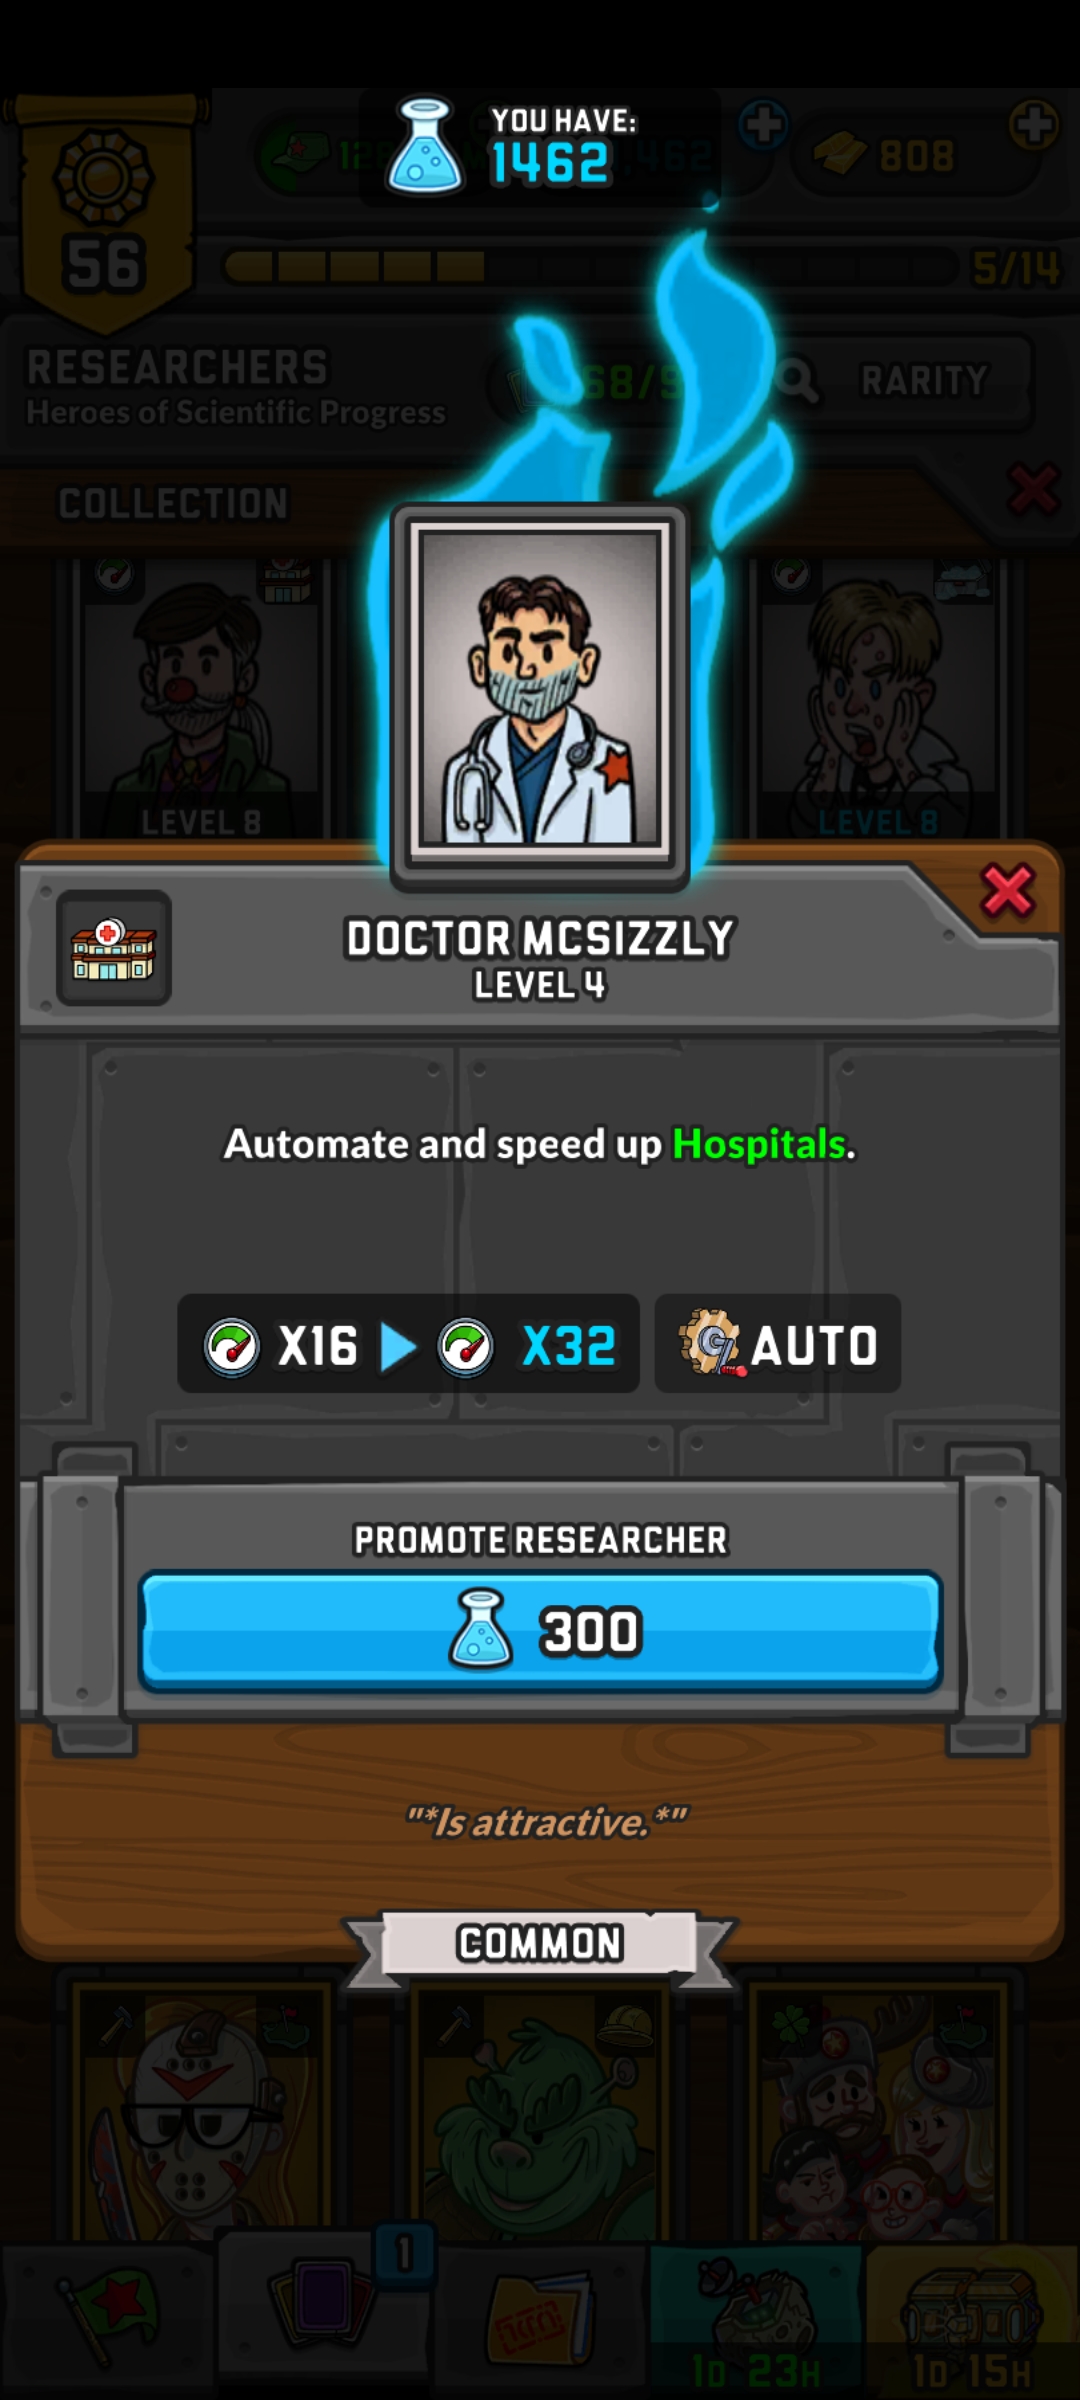 YOU HAVE:
1462
808
56
5/14
RESEARCHERS
Heroes of Scientific Progress
RARITY
COLLECTION
LEVEL 8
LEVEL 8
DOCTOR MCSIZZLY
LEVEL 4
Automate and speed up Hospitals.
X16
X32
AUTO
PROMOTE RESEARCHER
300
"*Is attractive.*"
COMMON
1
1D 23H
1D 15H